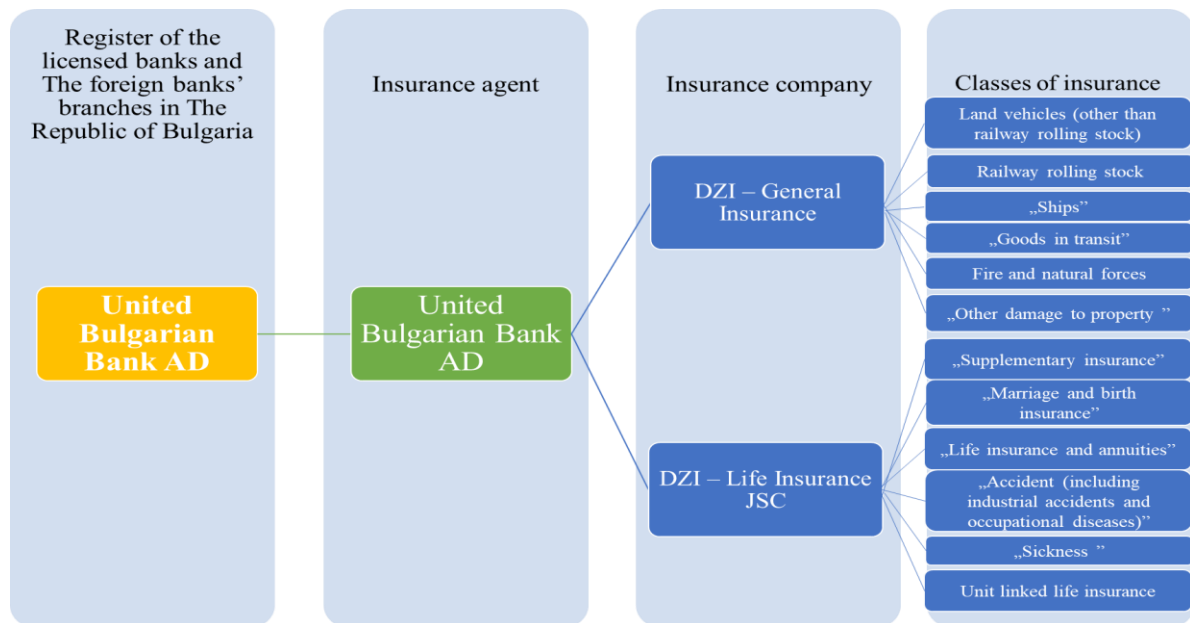 Register of the
licensed banks and
The foreign banks’
branches in The
Republic of Bulgaria
United
Bulgarian
Bank AD
Insurance agent
United
Bulgarian Bank
AD
Insurance company
DZI – General
Insurance
DZI – Life Insurance
JSC
Classes of insurance
Land vehicles (other than
railway rolling stock)
Railway rolling stock
„Ships”
„Goods in transit”
Fire and natural forces
„Other damage to property ”
„Supplementary insurance”
„Marriage and birth
insurance”
„Life insurance and annuities”
„Accident (including
industrial accidents and
occupational diseases)”
„Sickness ”
Unit linked life insurance